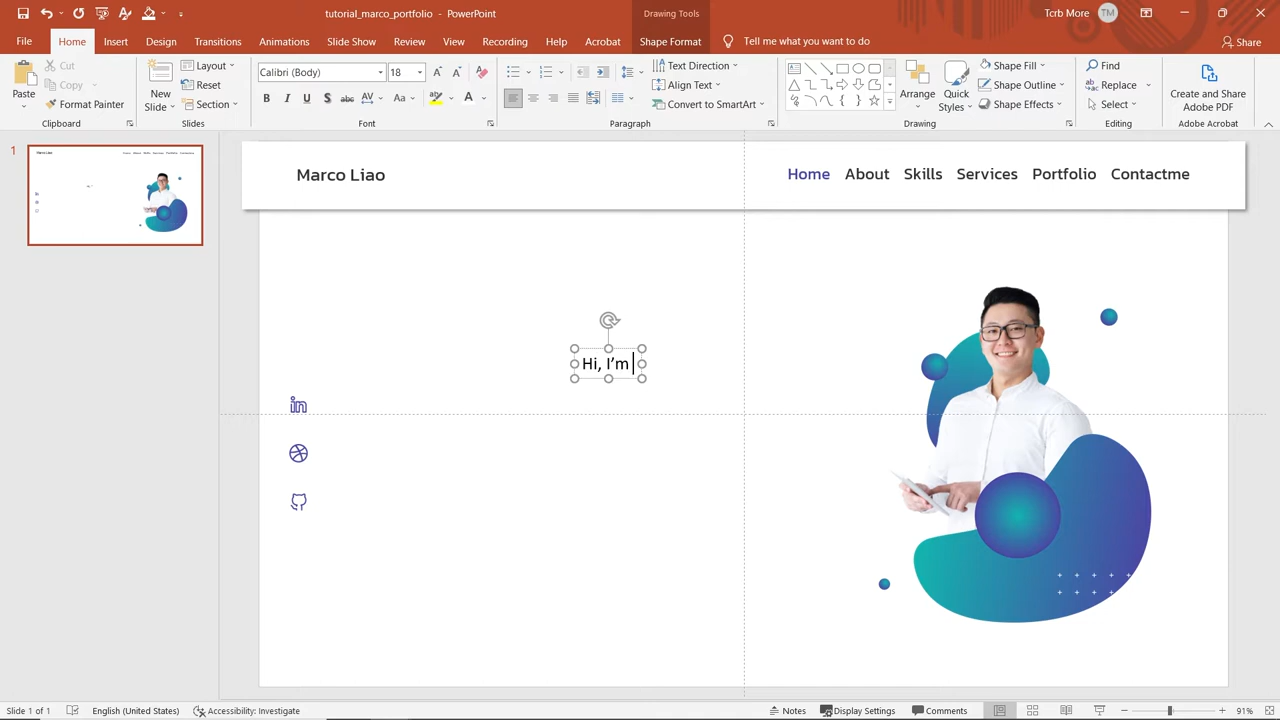 tutorial_marco_portfolio - PowerPoint
Drawing Tools
Tcrb More
TM
File
Home
Insert
Design
Transitions
Animations
Slide Show
Review
View
Recording
Help
Acrobat
Shape Format
Tell me what you want to do
Share
Paste
Cut
Copy
Format Painter
Clipboard
New Slide
Layout
Reset
Section
Slides
Calibri (Body)
18
Font
Text Direction
Align Text
Convert to SmartArt
Paragraph
Arrange
Quick Styles
Shape Fill
Shape Outline
Shape Effects
Drawing
Find
Replace
Select
Editing
Create and Share Adobe PDF
Adobe Acrobat
1
Marco Liao
Home About Skills Services Portfolio Contactme
Hi, I’m
Slide 1 of 1
English (United States)
Accessibility: Investigate
Notes
Display Settings
Comments
91%